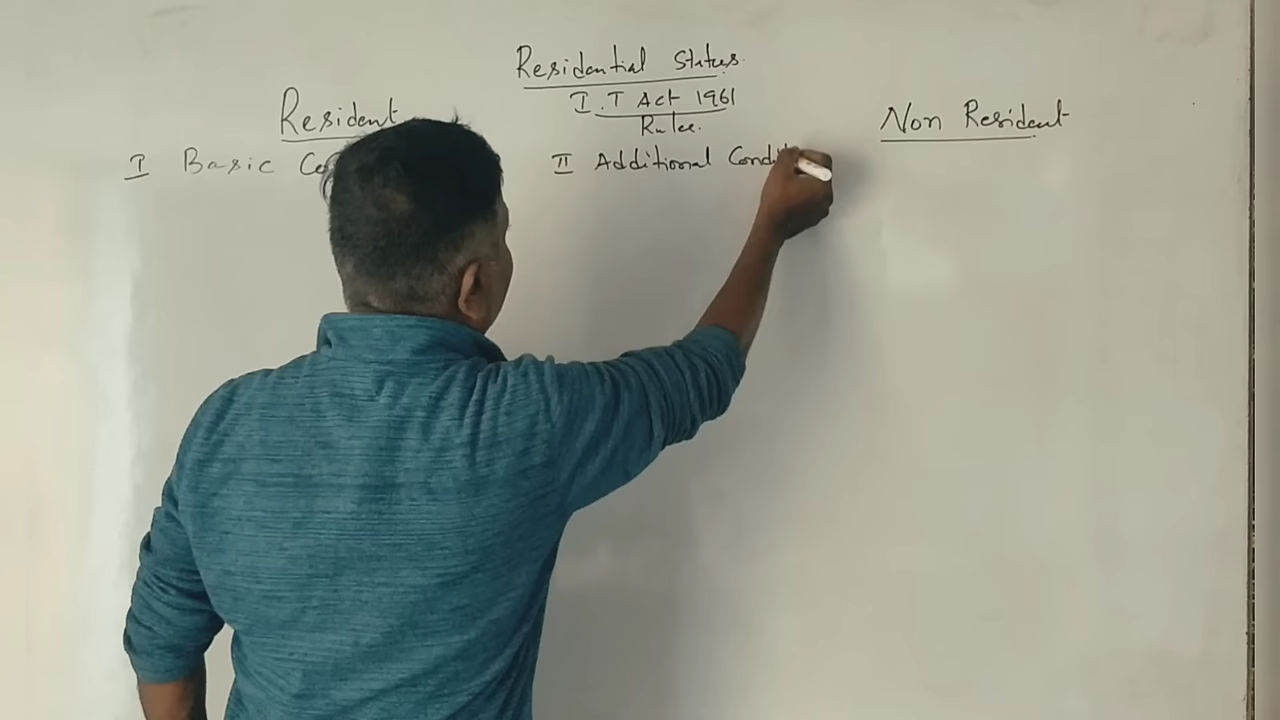 Residential Status.
I.T Act 1961
Rules.
Resident
Non Resident
I Basic
II Additional